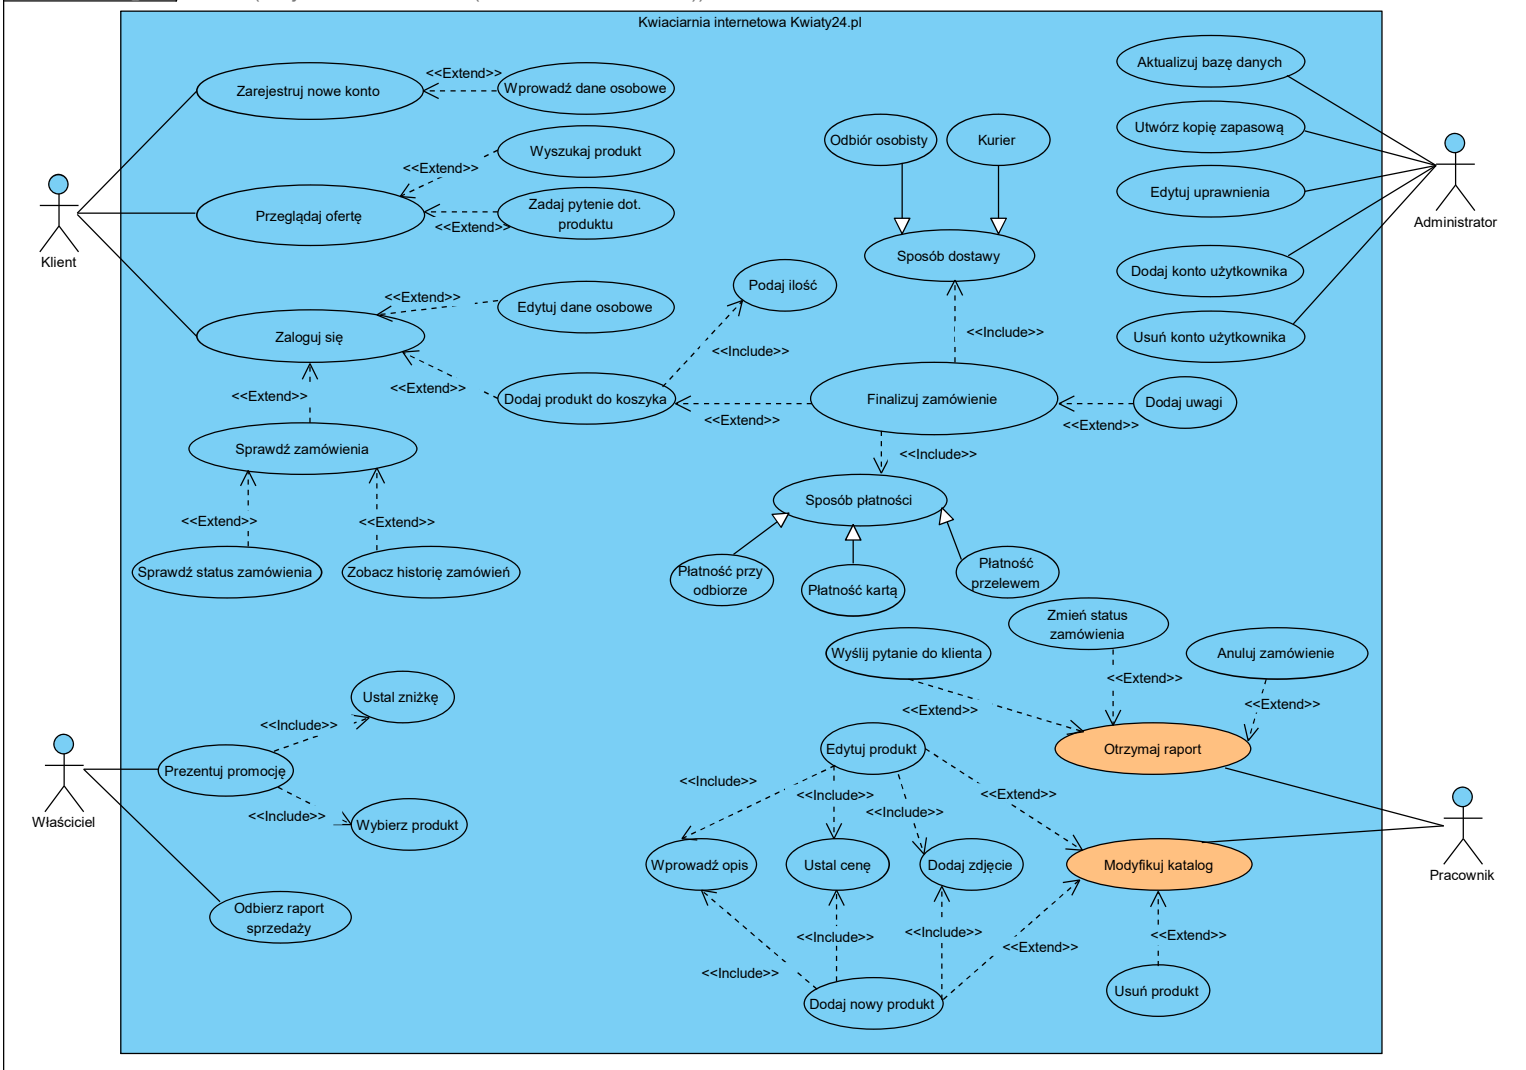 Kwiaciarnia internetowa Kwiaty24.pl
Zarejestruj nowe konto
<<Extend>>
Wprowadź dane osobowe
Wyszukaj produkt
<<Extend>>
Przeglądaj ofertę
Zadaj pytenie dot.
produktu
<<Extend>>
Klient
Odbiór osobisty
Kurier
Sposób dostawy
Aktualizuj bazę danych
Utwórz kopię zapasową
Edytuj uprawnienia
Administrator
Dodaj konto użytkownika
Usuń konto użytkownika
Podaj ilość
<<Extend>>
Edytuj dane osobowe
Zaloguj się
<<Include>>
<<Include>>
<<Extend>>
<<Extend>>
Dodaj produkt do koszyka
<<Extend>>
Finalizuj zamówienie
Dodaj uwagi
<<Extend>>
Sprawdź zamówienia
<<Include>>
Sposób płatności
<<Extend>>
<<Extend>>
Sprawdź status zamówienia
Zobacz historię zamówień
Płatność przy
odbiorze
Płatność kartą
Płatność
przelewem
Zmień status
zamówienia
Wyślij pytanie do klienta
Anuluj zamówienie
<<Extend>>
<<Extend>>
<<Extend>>
Otrzymaj raport
Ustal zniżkę
<<Include>>
Prezentuj promocję
<<Include>>
Wybierz produkt
Właściciel
Odbierz raport
sprzedaży
Edytuj produkt
<<Include>>
<<Include>>
<<Include>>
<<Extend>>
Wprowadź opis
Ustal cenę
Dodaj zdjęcie
Modyfikuj katalog
Pracownik
<<Include>>
<<Include>>
<<Include>>
<<Extend>>
<<Extend>>
Dodaj nowy produkt
Usuń produkt